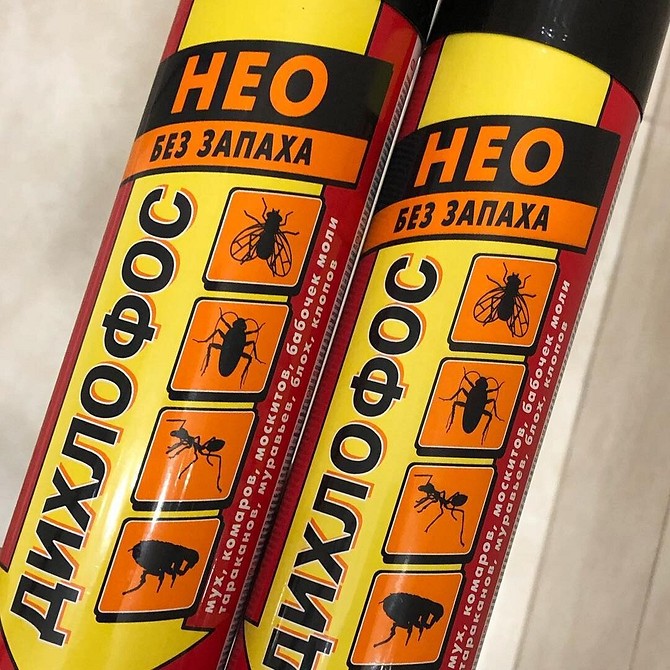 НЕО
БЕЗ ЗАПАХА
ДИХЛОФОС
мух, комаров, москитов, бабочек моли
тараканов, муравьев, блох, клопов
НЕО
БЕЗ ЗАПАХА
ДИХЛОФОС
мух, комаров, москитов, бабочек моли
тараканов, муравьев, блох, клопов